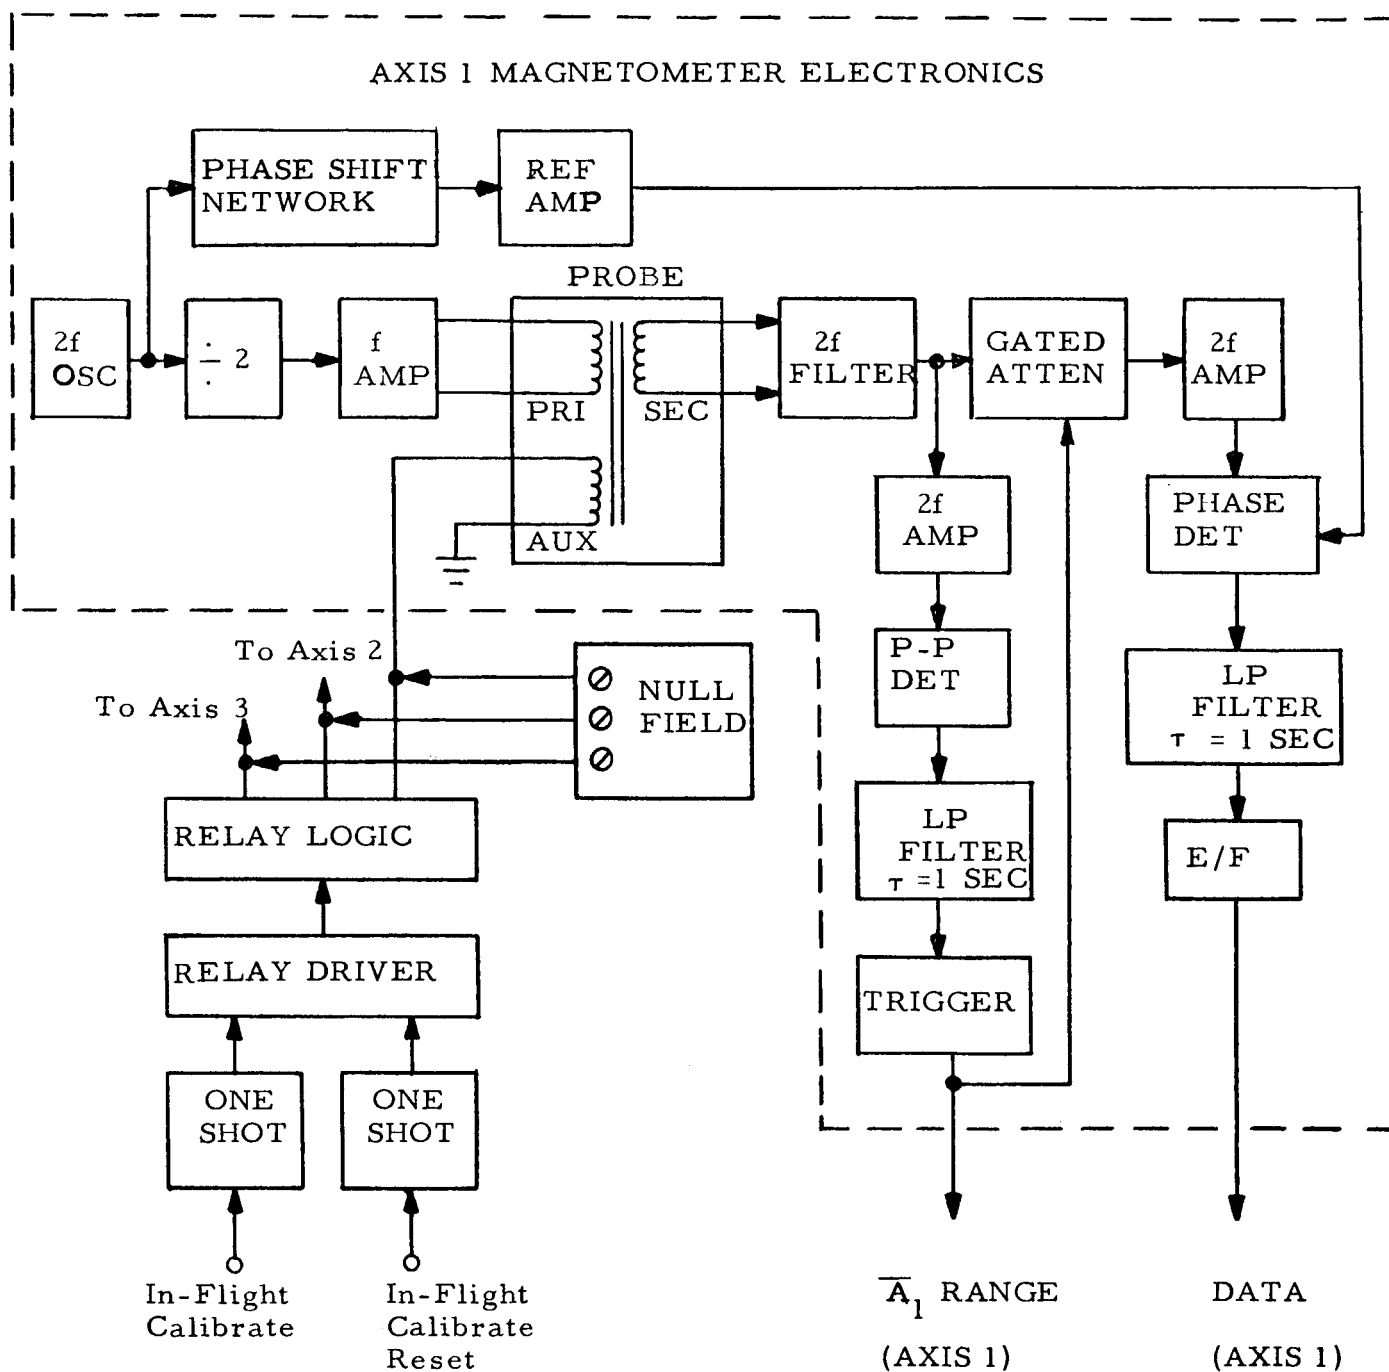 AXIS 1 MAGNETOMETER ELECTRONICS
PHASE SHIFT
NETWORK
REF
AMP
PROBE
2f
OSC
÷ 2
f
AMP
PRI
SEC
AUX
2f
FILTER
GATED
ATTEN
2f
AMP
2f
AMP
PHASE
DET
To Axis 2
To Axis 3
NULL
FIELD
P-P
DET
LP
FILTER
τ = 1 SEC
LP
FILTER
τ = 1 SEC
E/F
RELAY LOGIC
RELAY DRIVER
TRIGGER
ONE
SHOT
ONE
SHOT
In-Flight
Calibrate
In-Flight
Calibrate
Reset
A̅₁ RANGE
(AXIS 1)
DATA
(AXIS 1)